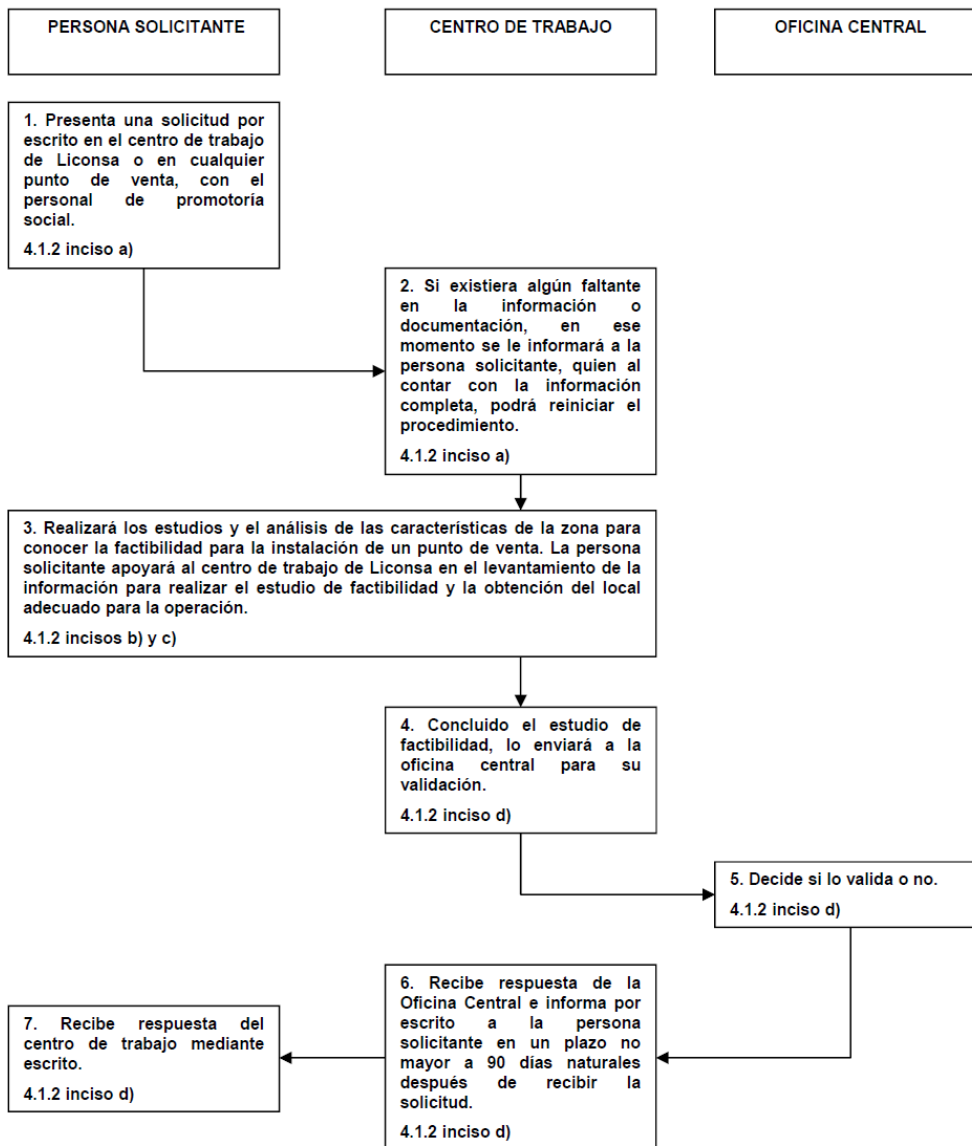 PERSONA SOLICITANTE
CENTRO DE TRABAJO
OFICINA CENTRAL
1. Presenta una solicitud por
escrito en el centro de trabajo
de Liconsa o en cualquier
punto de venta, con el
personal de promotoría
social.
4.1.2 inciso a)
2. Si existiera algún faltante
en la información o
documentación, en ese
momento se le informará a la
persona solicitante, quien al
contar con la información
completa, podrá reiniciar el
procedimiento.
4.1.2 inciso a)
3. Realizará los estudios y el análisis de las características de la zona para
conocer la factibilidad para la instalación de un punto de venta. La persona
solicitante apoyará al centro de trabajo de Liconsa en el levantamiento de la
información para realizar el estudio de factibilidad y la obtención del local
adecuado para la operación.
4.1.2 incisos b) y c)
4. Concluido el estudio de
factibilidad, lo enviará a la
oficina central para su
validación.
4.1.2 inciso d)
5. Decide si lo valida o no.
4.1.2 inciso d)
6. Recibe respuesta de la
Oficina Central e informa por
escrito a la persona
solicitante en un plazo no
mayor a 90 días naturales
después de recibir la
solicitud.
4.1.2 inciso d)
7. Recibe respuesta del
centro de trabajo mediante
escrito.
4.1.2 inciso d)